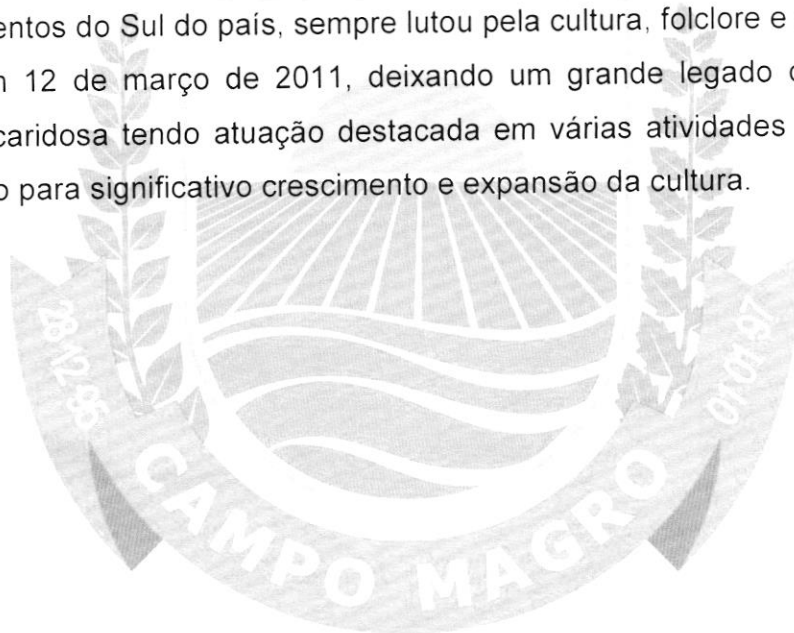 entos do Sul do país, sempre lutou pela cultura, folclore e
12 de março de 2011, deixando um grande legado
caridosa tendo atuação destacada em várias atividades
o para significativo crescimento e expansão da cultura.
28.12.95
01.01.97
CAMPO MAGRO